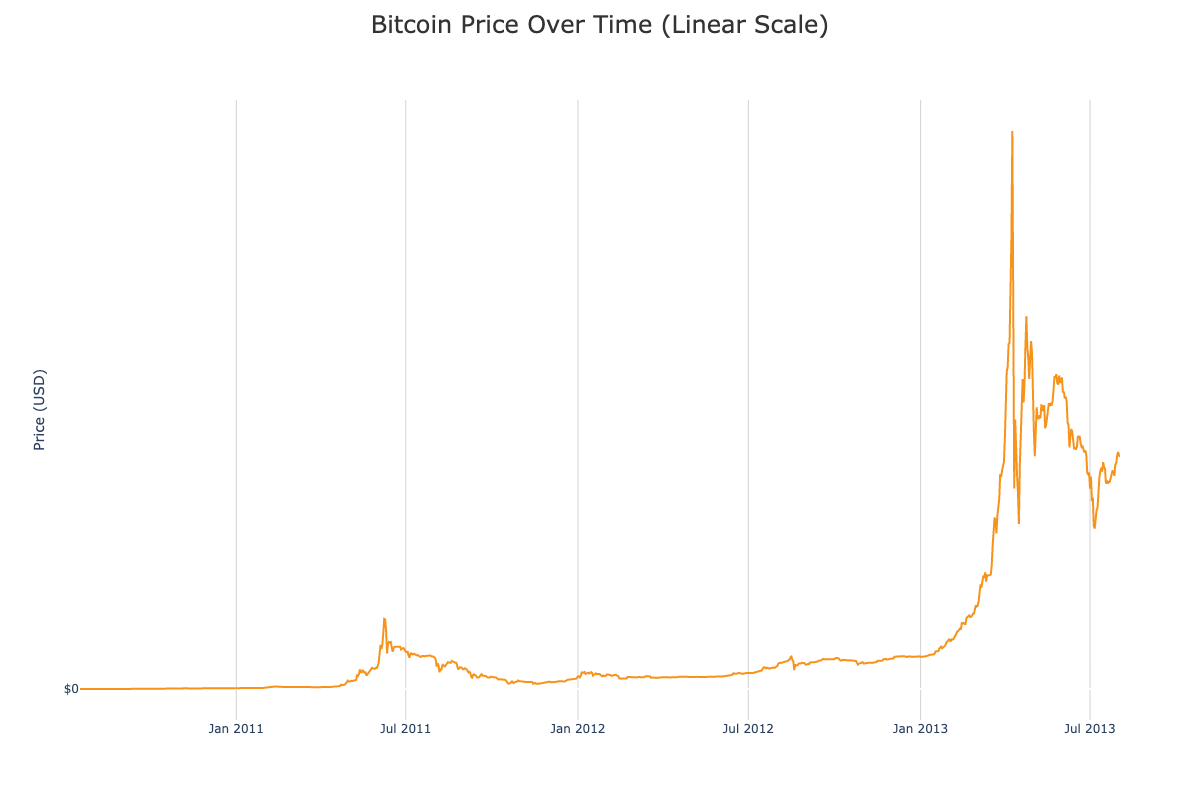 Bitcoin Price Over Time (Linear Scale)
Price (USD)
$0
Jan 2011
Jul 2011
Jan 2012
Jul 2012
Jan 2013
Jul 2013